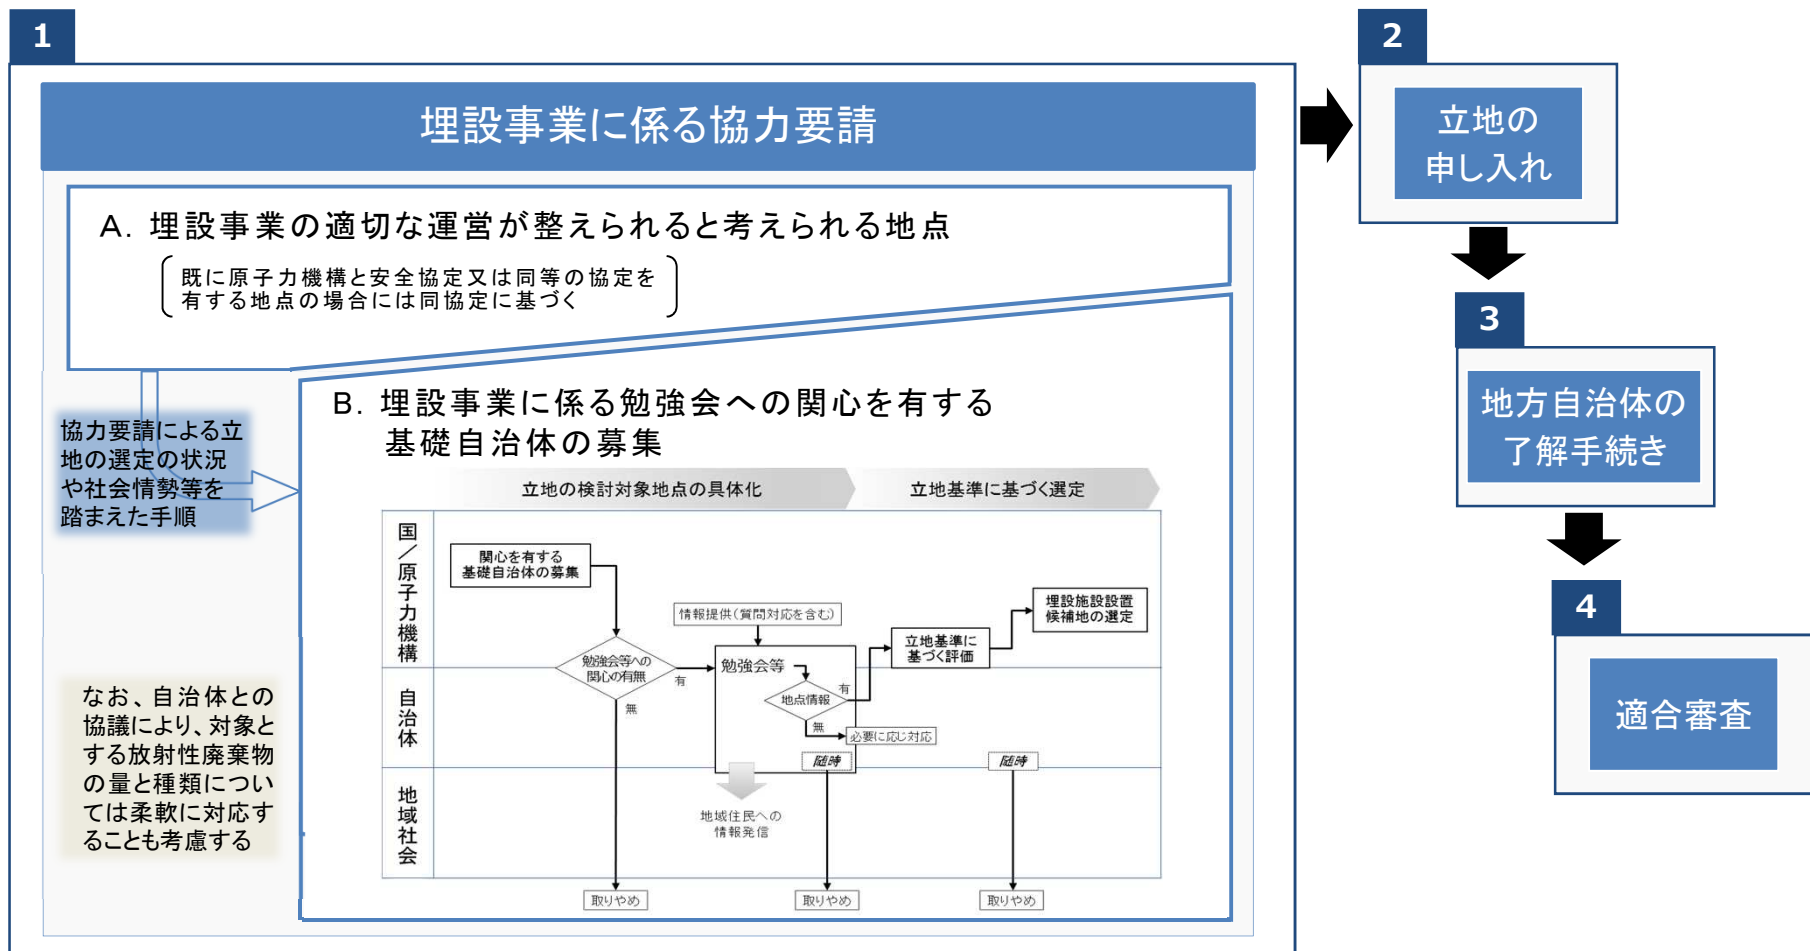 1
埋設事業に係る協力要請
A. 埋設事業の適切な運営が整えられると考えられる地点
既に原子力機構と安全協定又は同等の協定を
有する地点の場合には同協定に基づく
協力要請による立
地の選定の状況
や社会情勢等を
踏まえた手順
なお、自治体との
協議により、対象と
する放射性廃棄物
の量と種類につい
ては柔軟に対応す
ることも考慮する
B. 埋設事業に係る勉強会への関心を有する
基礎自治体の募集
立地の検討対象地点の具体化
立地基準に基づく選定
国／原子力機構
関心を有する
基礎自治体の募集
情報提供（質問対応を含む）
埋設施設設置
候補地の選定
立地基準に
基づく評価
勉強会等への
関心の有無
有
無
勉強会等
地点情報
有
無
必要に応じ対応
自治体
随時
随時
地域社会
地域住民への
情報発信
取りやめ
取りやめ
取りやめ
2
立地の
申し入れ
3
地方自治体の
了解手続き
4
適合審査